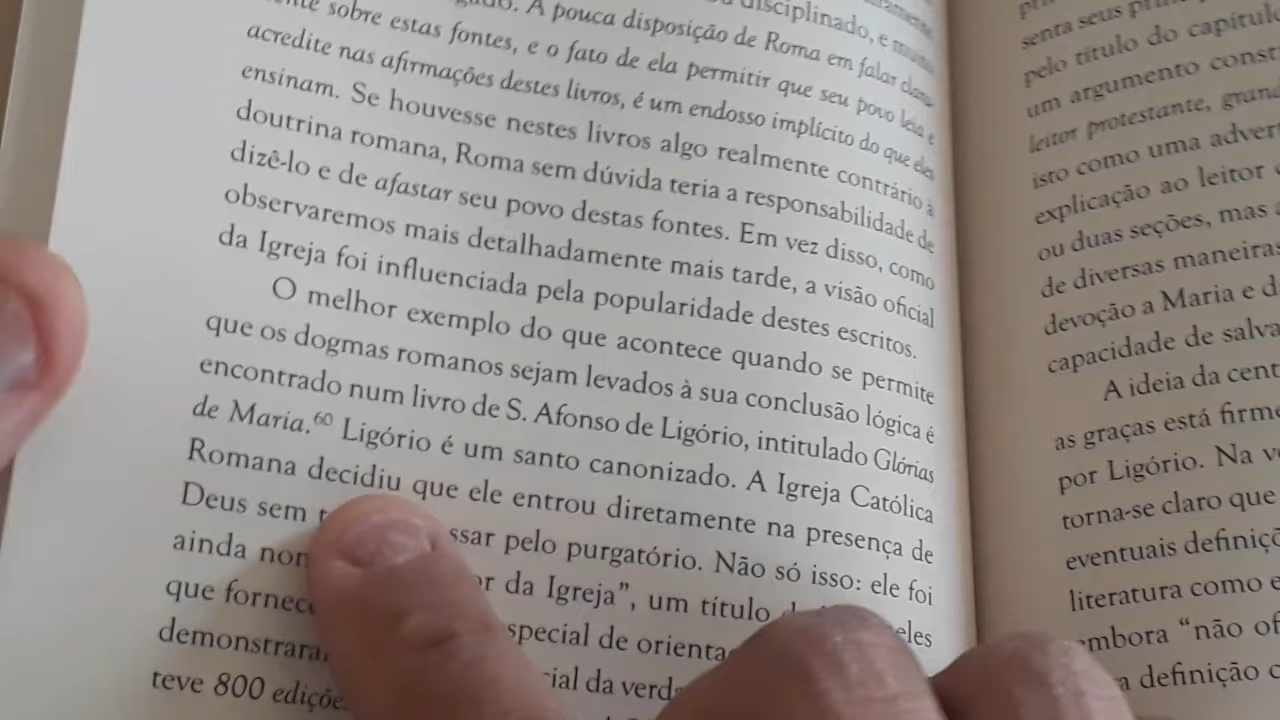 disciplinado, e muito
sobre estas fontes, e o fato de ela permitir que seu povo leia e
A pouca disposição de Roma em falar clara-
acredite nas afirmações destes livros, é um endosso implícito do que eles
ensinam. Se houvesse nestes livros algo realmente contrário à
doutrina romana, Roma sem dúvida teria a responsabilidade de
dizê-lo e de afastar seu povo destas fontes. Em vez disso, como
observaremos mais detalhadamente mais tarde, a visão oficial
da Igreja foi influenciada pela popularidade destes escritos.
O melhor exemplo do que acontece quando se permite
que os dogmas romanos sejam levados à sua conclusão lógica é
encontrado num livro de S. Afonso de Ligório, intitulado Glórias
de Maria.⁶⁰ Ligório é um santo canonizado. A Igreja Católica
Romana decidiu que ele entrou diretamente na presença de
Deus sem ssar pelo purgatório. Não só isso: ele foi
ainda da Igreja”, um título eles
que special de orienta
demonstrara cial da verd
teve 800 ediçõe
senta seus
pelo título do capítulo
um argumento const
leitor protestante, grand
isto como uma adver
explicação ao leitor
ou duas seções, mas
de diversas maneiras
devoção a Maria e d
capacidade de salva
A ideia da cent
as graças está firme
por Ligório. Na v
torna-se claro que
eventuais definiçõ
literatura como e
embora “não of
a definição